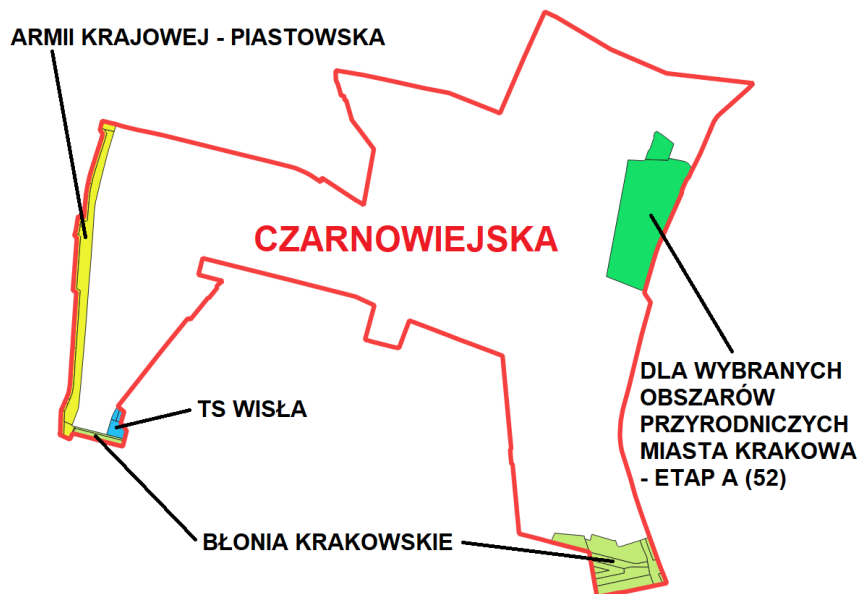 ARMII KRAJOWEJ - PIASTOWSKA
CZARNOWIEJSKA
DLA WYBRANYCH
OBSZARÓW
PRZYRODNICZYCH
MIASTA KRAKOWA
- ETAP A (52)
TS WISŁA
BŁONIA KRAKOWSKIE